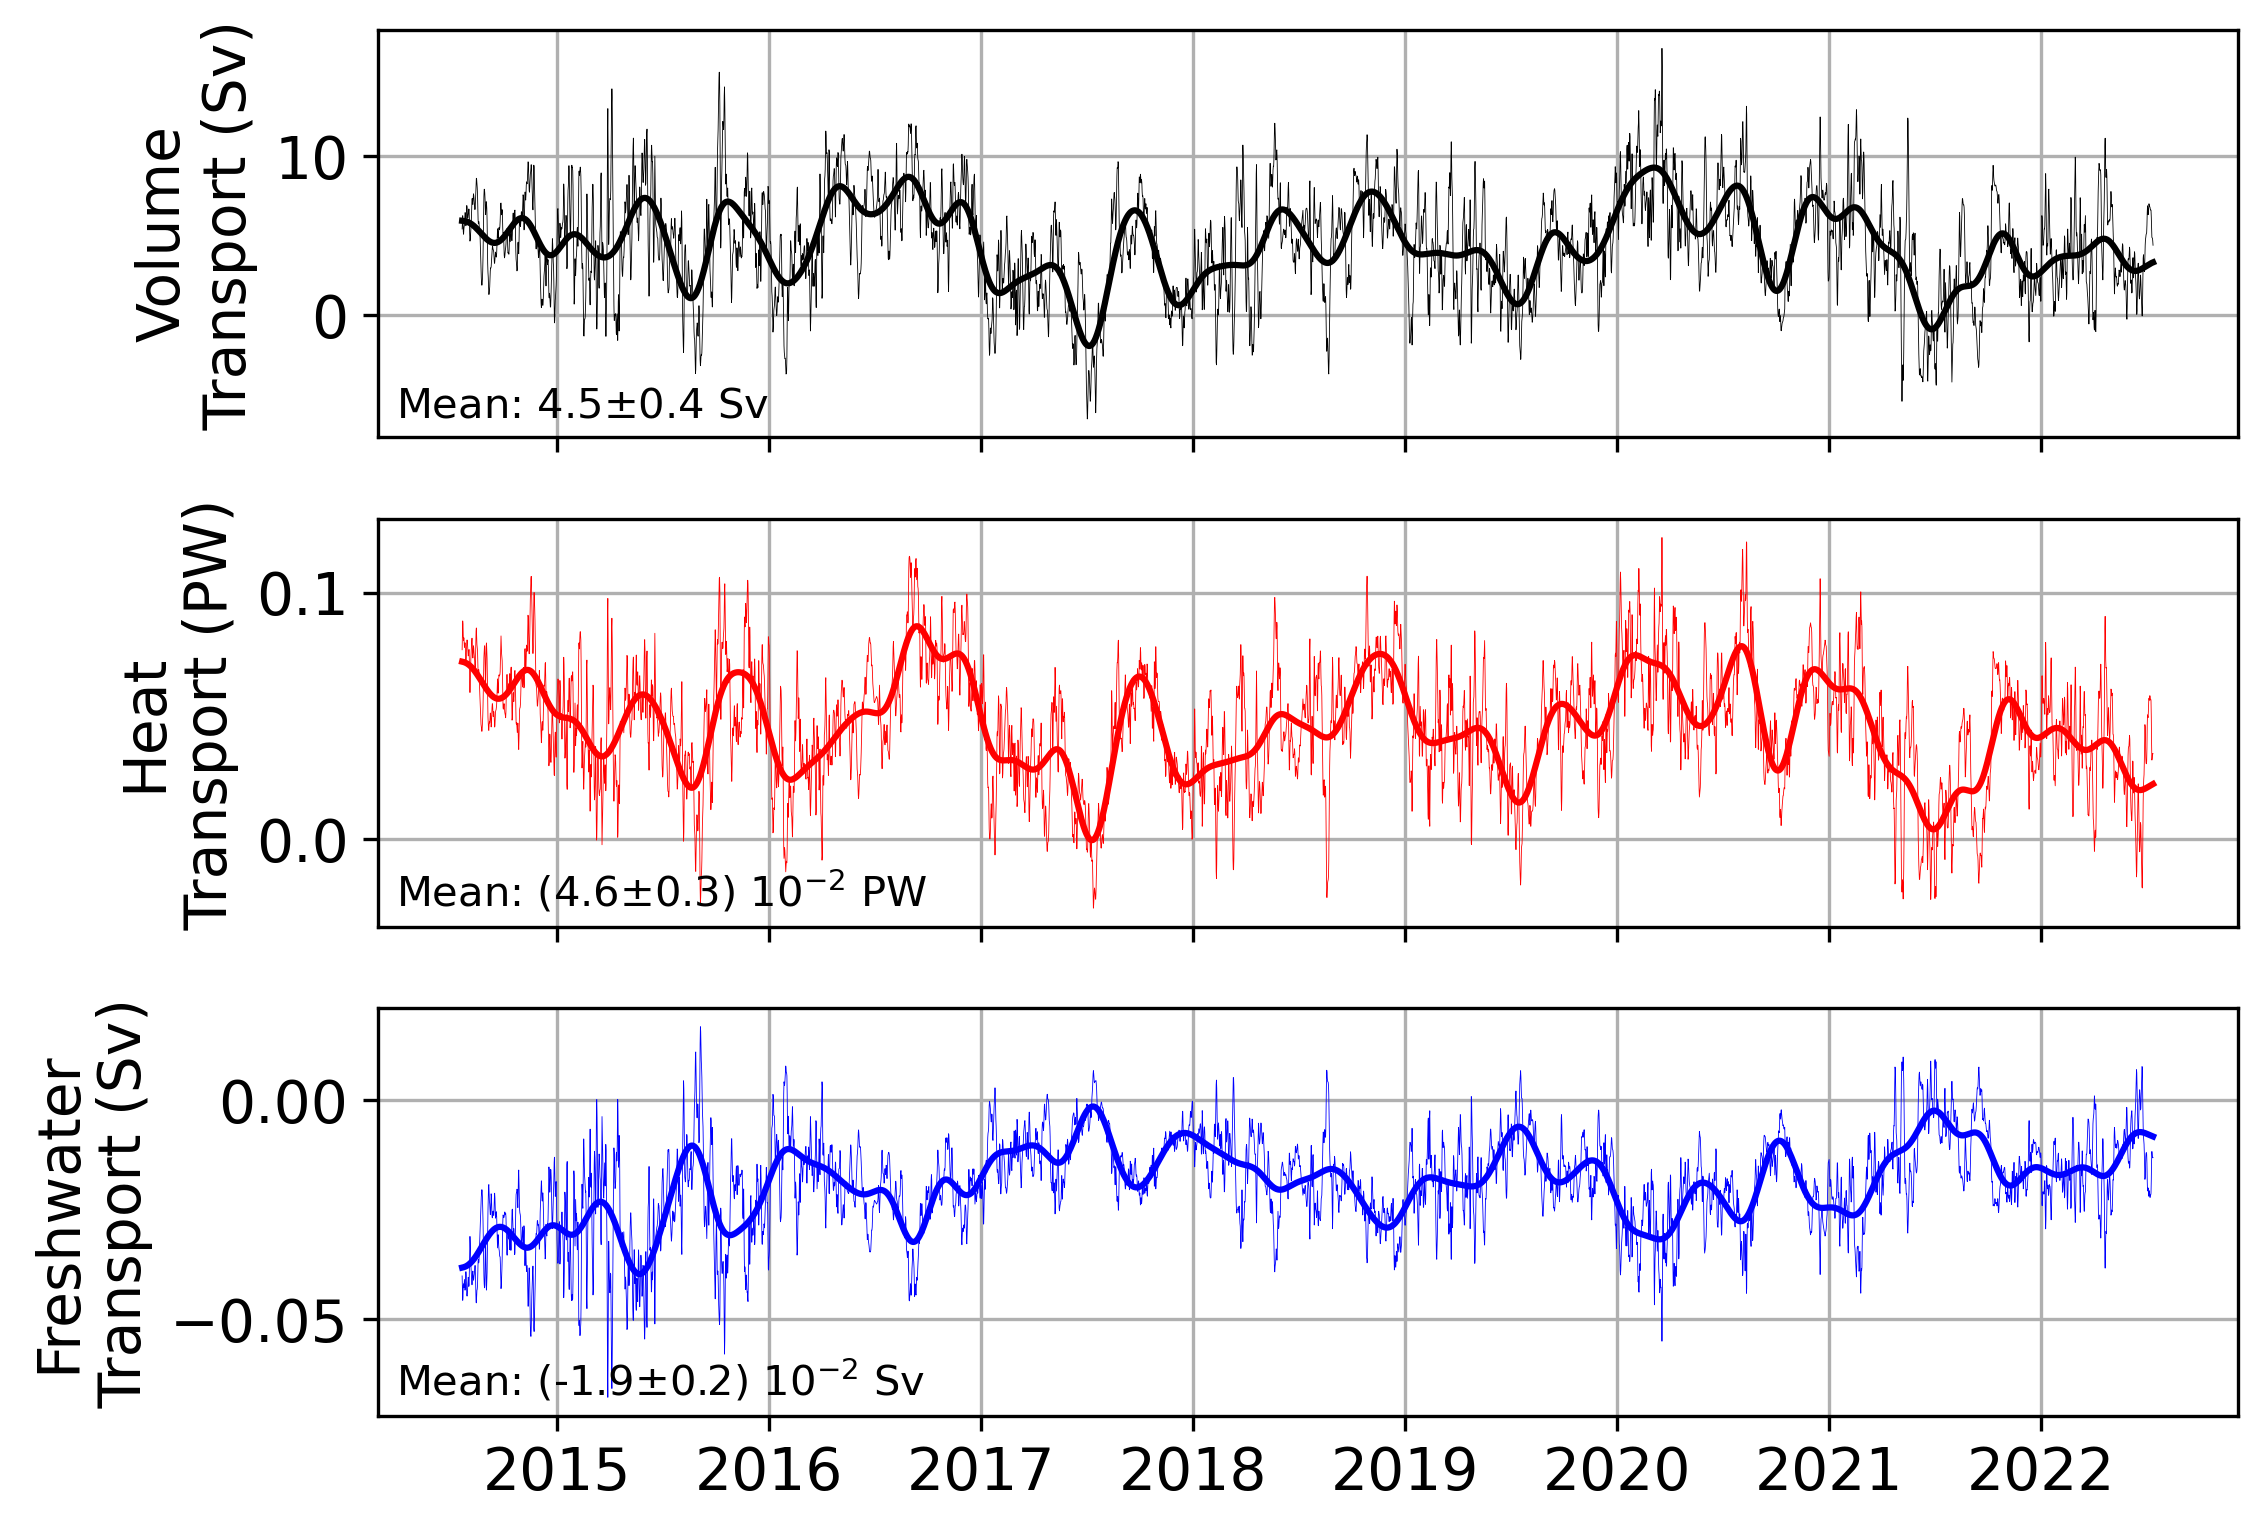 Volume
Transport (Sv)
10
0
Mean: 4.5±0.4 Sv
Heat
Transport (PW)
0.1
0.0
Mean: (4.6±0.3) 10⁻² PW
Freshwater
Transport (Sv)
0.00
−0.05
Mean: (-1.9±0.2) 10⁻² Sv
2015 2016 2017 2018 2019 2020 2021 2022